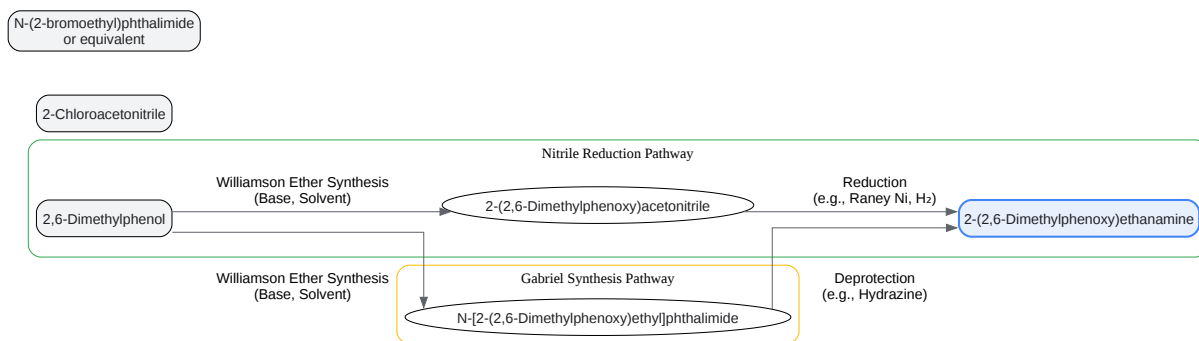 N-(2-bromoethyl)phthalimide
or equivalent
2-Chloroacetonitrile
Nitrile Reduction Pathway
Williamson Ether Synthesis
(Base, Solvent)
Reduction
(e.g., Raney Ni, H₂)
2,6-Dimethylphenol
2-(2,6-Dimethylphenoxy)acetonitrile
2-(2,6-Dimethylphenoxy)ethanamine
Williamson Ether Synthesis
(Base, Solvent)
Gabriel Synthesis Pathway
Deprotection
(e.g., Hydrazine)
N-[2-(2,6-Dimethylphenoxy)ethyl]phthalimide